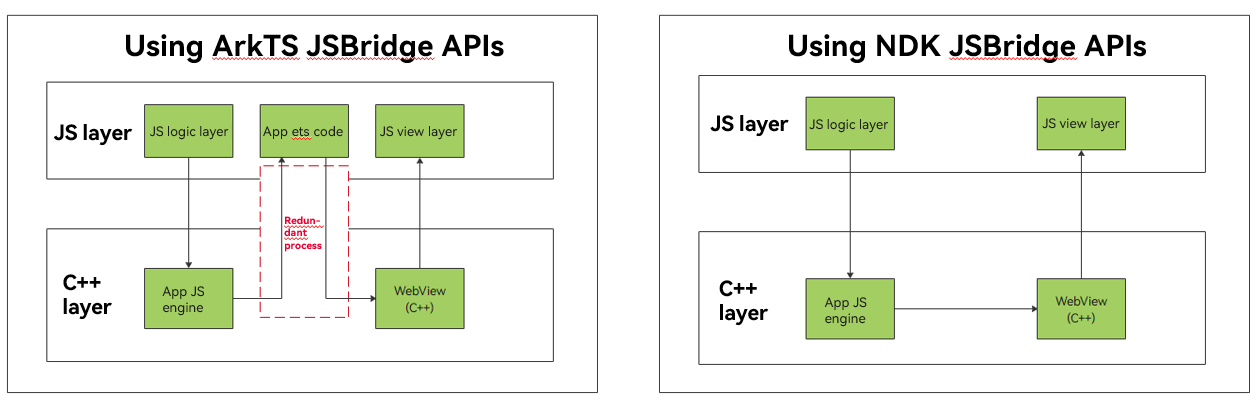 Using ArkTS JSBridge APIs
JS layer
JS logic layer
App ets code
JS view layer
Redun-
dant
process
C++
layer
App JS
engine
WebView
(C++)
Using NDK JSBridge APIs
JS layer
JS logic layer
JS view layer
C++
layer
App JS
engine
WebView
(C++)